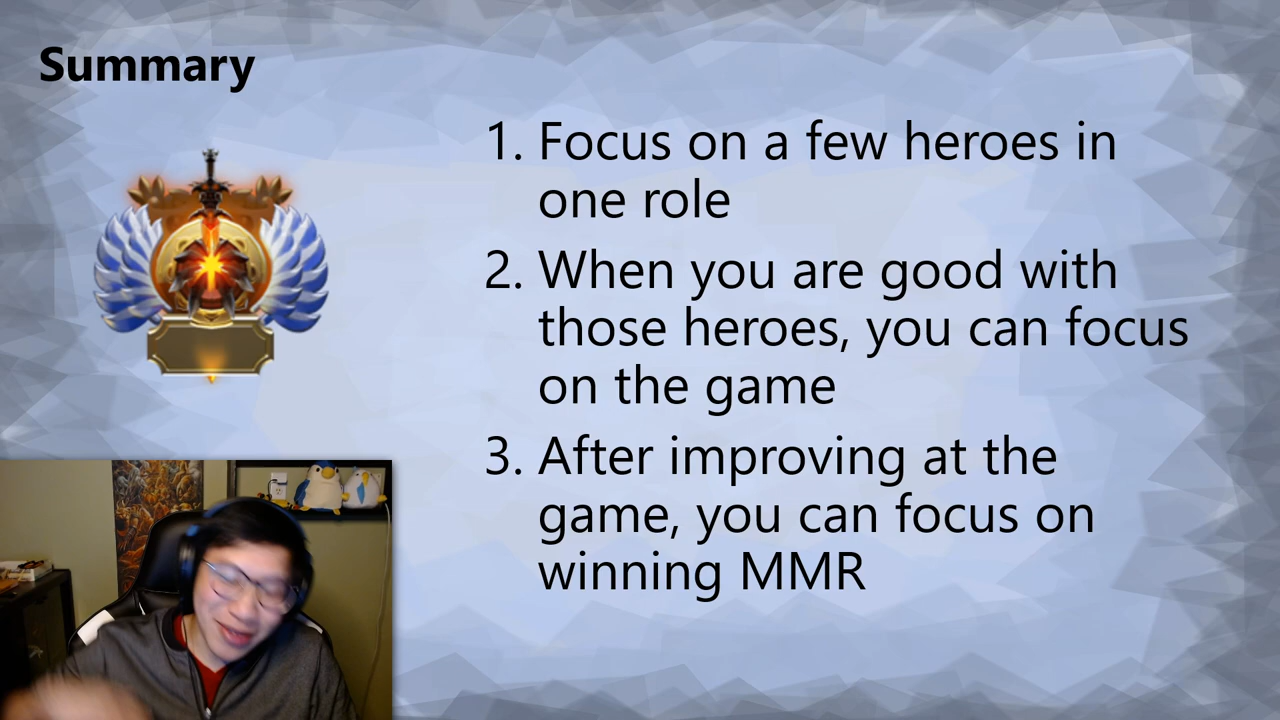 Summary
1. Focus on a few heroes in
one role
2. When you are good with
those heroes, you can focus
on the game
3. After improving at the
game, you can focus on
winning MMR